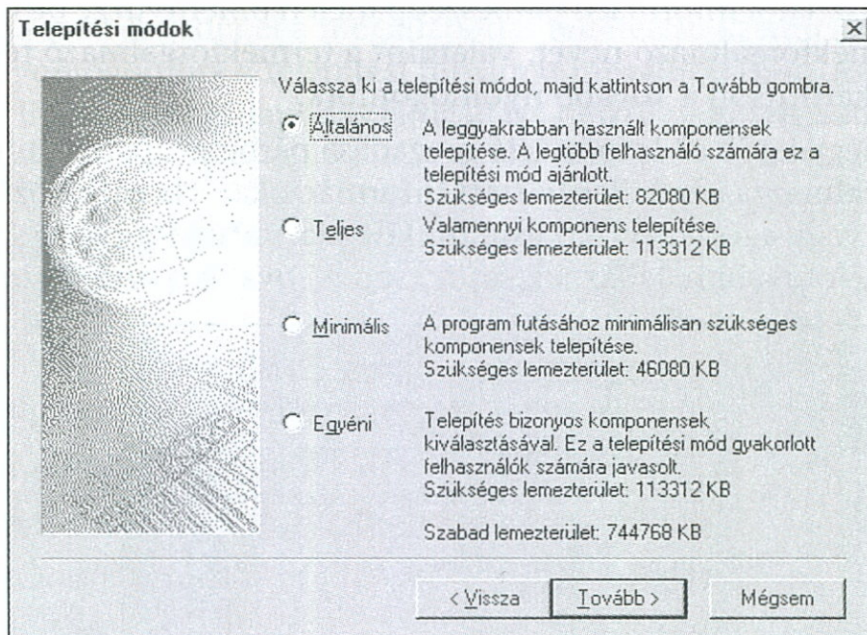 Telepítési módok
Válassza ki a telepítési módot, majd kattintson a Tovább gombra.
Általános
A leggyakrabban használt komponensek
telepítése. A legtöbb felhasználó számára ez a
telepítési mód ajánlott.
Szükséges lemezterület: 82080 KB
Teljes
Valamennyi komponens telepítése.
Szükséges lemezterület: 113312 KB
Minimális
A program futásához minimálisan szükséges
komponensek telepítése.
Szükséges lemezterület: 46080 KB
Egyéni
Telepítés bizonyos komponensek
kiválasztásával. Ez a telepítési mód gyakorlott
felhasználók számára javasolt.
Szükséges lemezterület: 113312 KB
Szabad lemezterület: 744768 KB
< Vissza
Tovább >
Mégsem